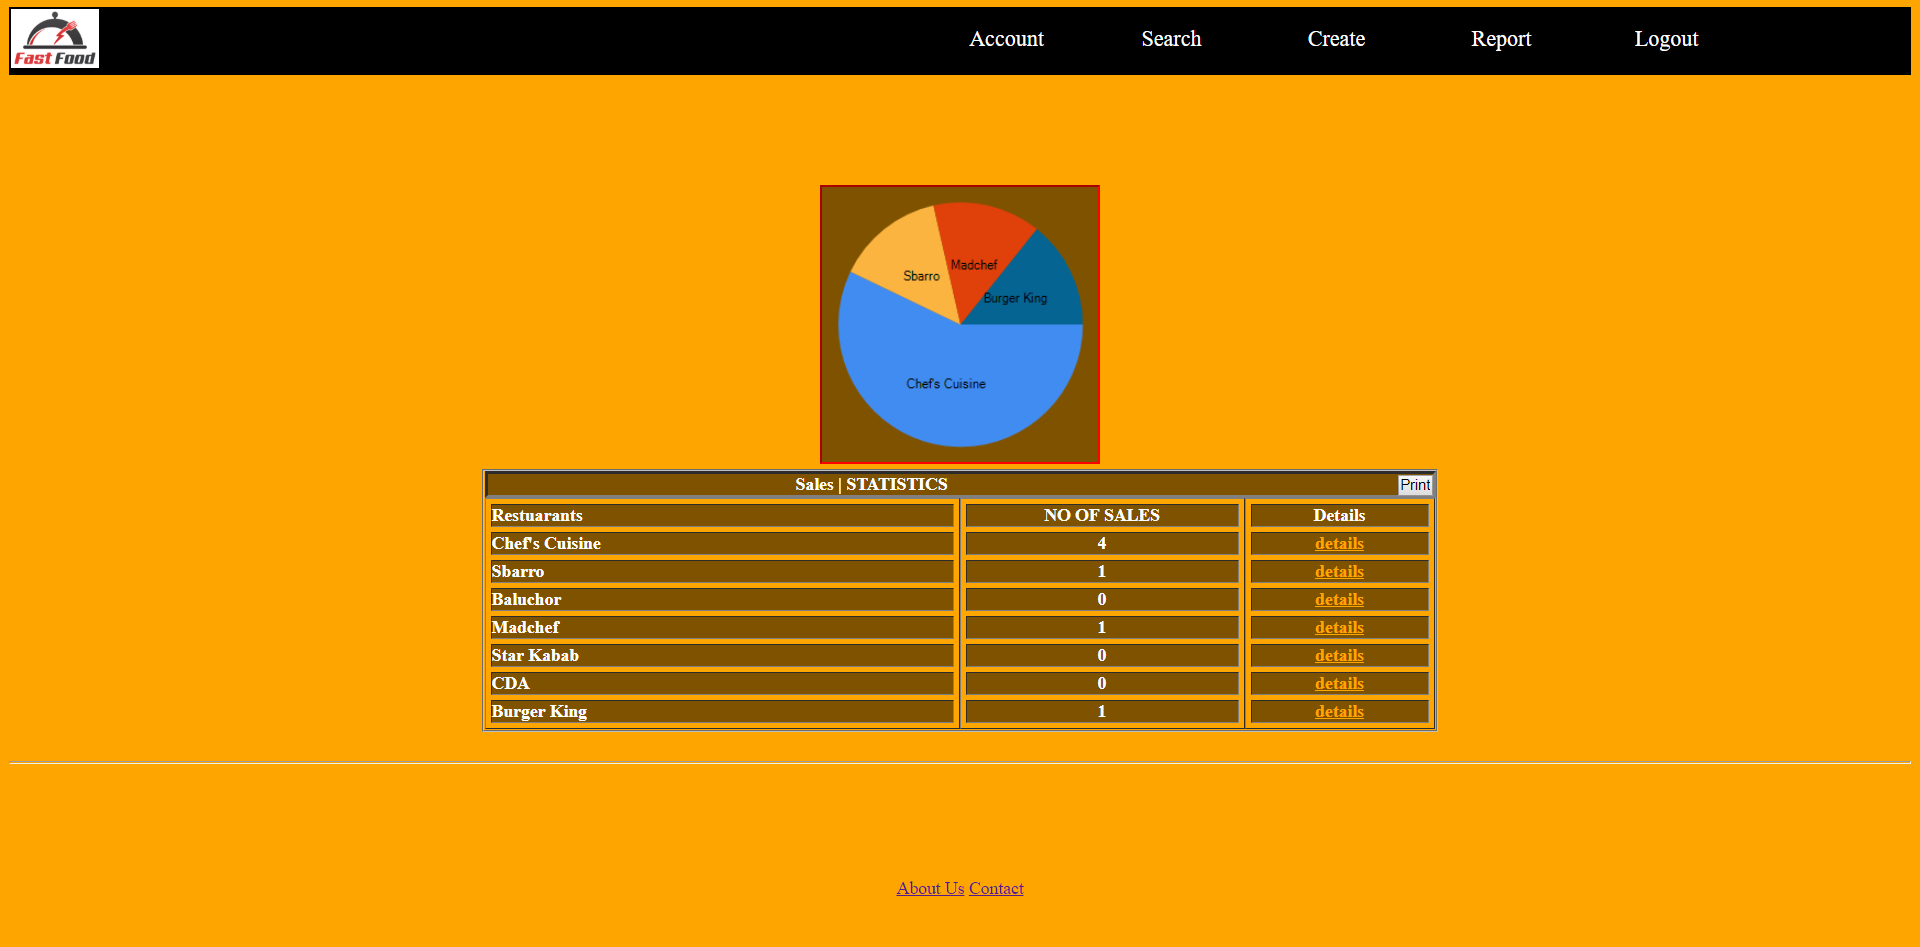 Fast Food
Account Search Create Report Logout
Sbarro
Madchef
Burger King
Chef's Cuisine
Sales | STATISTICS Print
Restuarants NO OF SALES Details
Chef's Cuisine 4 details
Sbarro 1 details
Baluchor 0 details
Madchef 1 details
Star Kabab 0 details
CDA 0 details
Burger King 1 details
About Us Contact